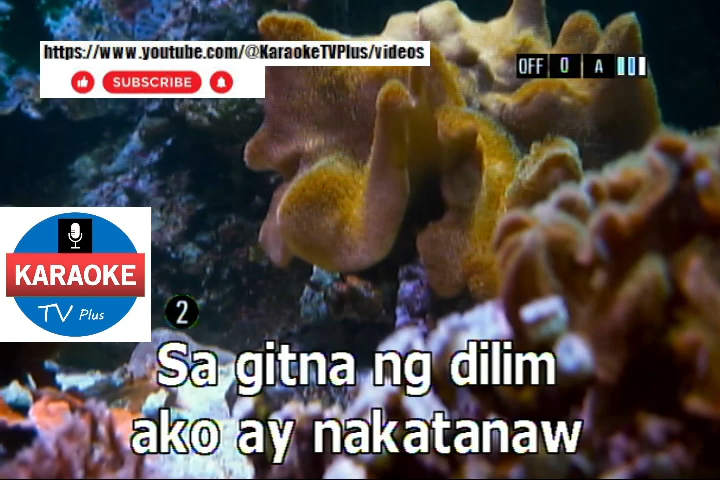 https://www.youtube.com/@KaraokeTVPlus/videos
SUBSCRIBE
OFF 0 A
KARAOKE
TV Plus
2
Sa gitna ng dilim
ako ay nakatanaw